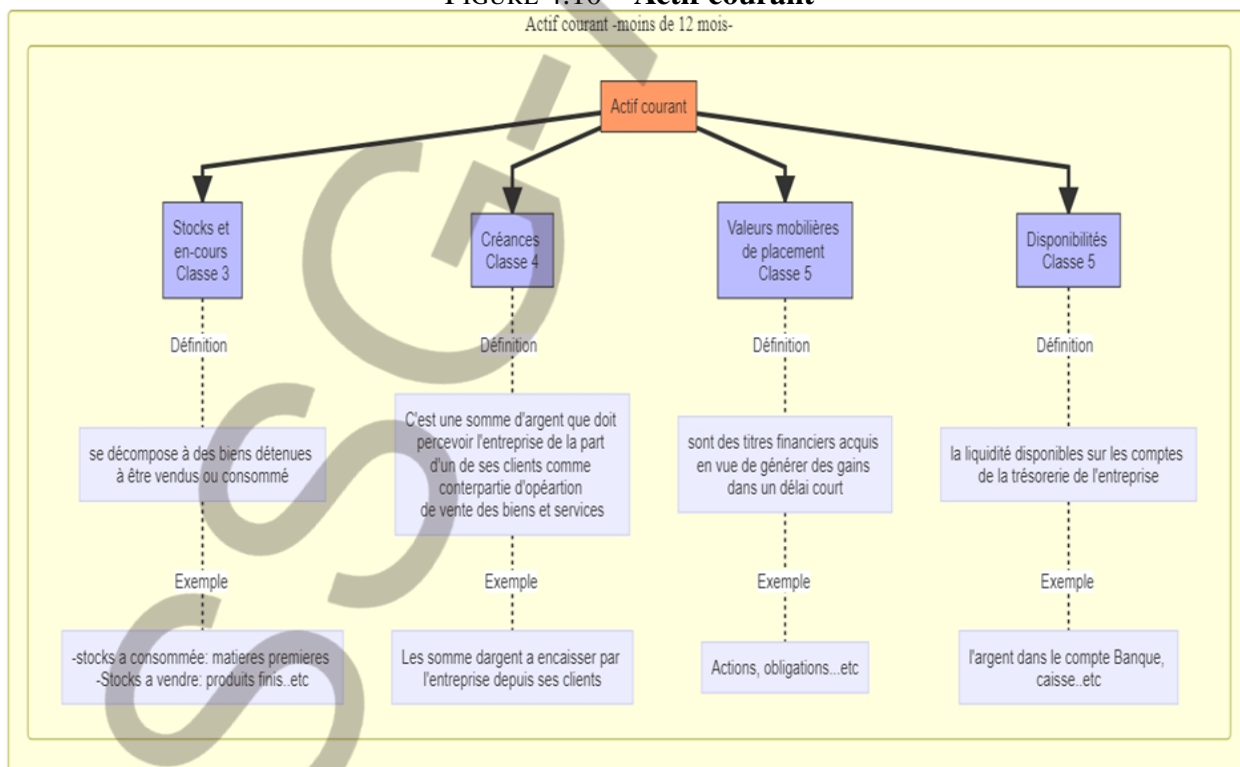 FIGURE 4.16 – Actif courant
Actif courant -moins de 12 mois-
Actif courant
Stocks et
en-cours
Classe 3
Créances
Classe 4
Valeurs mobilières
de placement
Classe 5
Disponibilités
Classe 5
Définition
Définition
Définition
Définition
se décompose à des biens détenues
à être vendus ou consommé
C'est une somme d'argent que doit
percevoir l'entreprise de la part
d'un de ses clients comme
conterpartie d'opéartion
de vente des biens et services
sont des titres financiers acquis
en vue de générer des gains
dans un délai court
la liquidité disponibles sur les comptes
de la trésorerie de l'entreprise
Exemple
Exemple
Exemple
Exemple
-stocks a consommée: matieres premieres
-Stocks a vendre: produits finis..etc
Les somme dargent a encaisser par
l'entreprise depuis ses clients
Actions, obligations...etc
l'argent dans le compte Banque,
caisse..etc